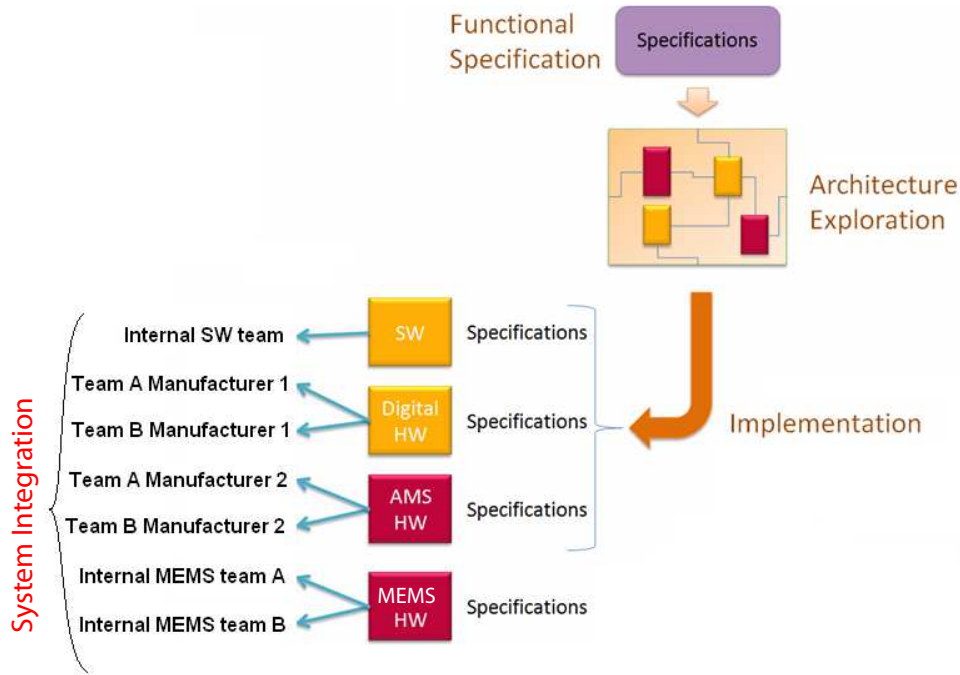 Functional
Specification
Specifications
Architecture
Exploration
Implementation
System Integration
Internal SW team
SW
Specifications
Team A Manufacturer 1
Team B Manufacturer 1
Digital
HW
Specifications
Team A Manufacturer 2
Team B Manufacturer 2
AMS
HW
Specifications
Internal MEMS team A
Internal MEMS team B
MEMS
HW
Specifications